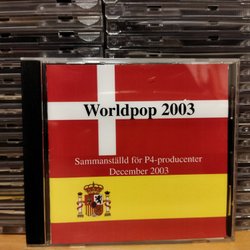 Worldpop 2003
Sammanställd för P4-producenter
December 2003